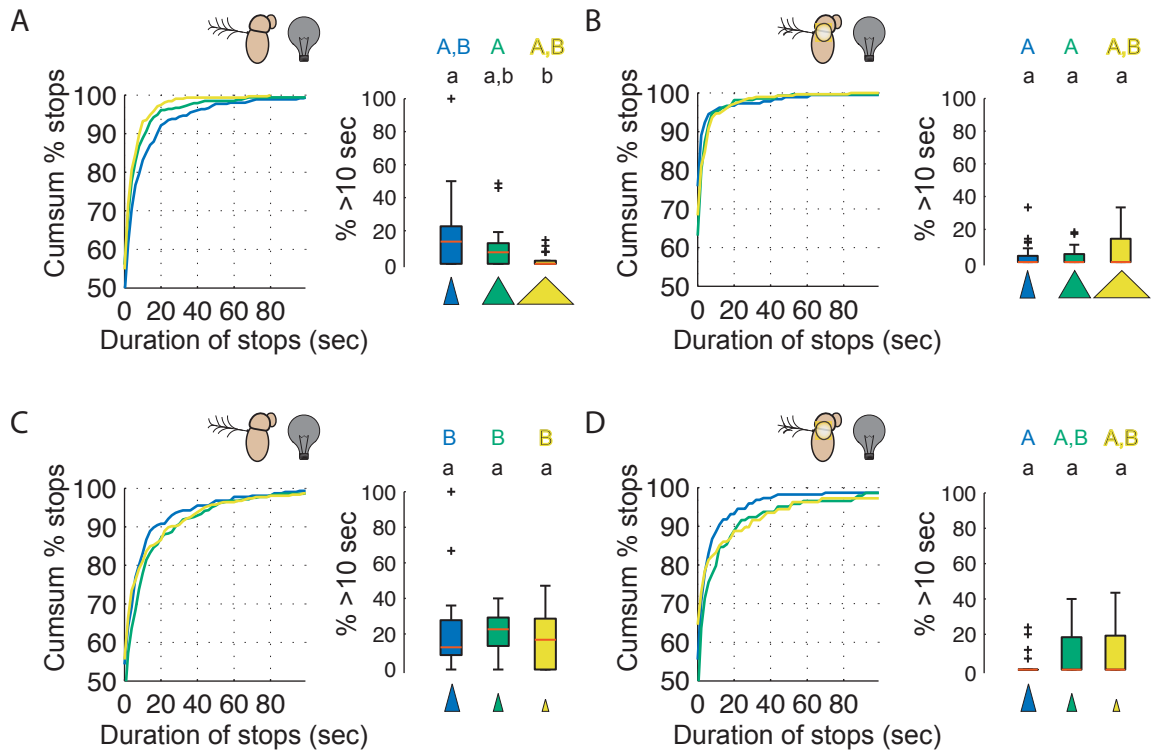 A
A,B A A,B
a a,b b
Cumsum % stops
100
90
80
70
60
50
0 20 40 60 80
Duration of stops (sec)
% >10 sec
100
80
60
40
20
0
B
A A A,B
a a a
Cumsum % stops
100
90
80
70
60
50
0 20 40 60 80
Duration of stops (sec)
% >10 sec
100
80
60
40
20
0
C
B B B
a a a
Cumsum % stops
100
90
80
70
60
50
0 20 40 60 80
Duration of stops (sec)
% >10 sec
100
80
60
40
20
0
D
A A,B A,B
a a a
Cumsum % stops
100
90
80
70
60
50
0 20 40 60 80
Duration of stops (sec)
% >10 sec
100
80
60
40
20
0